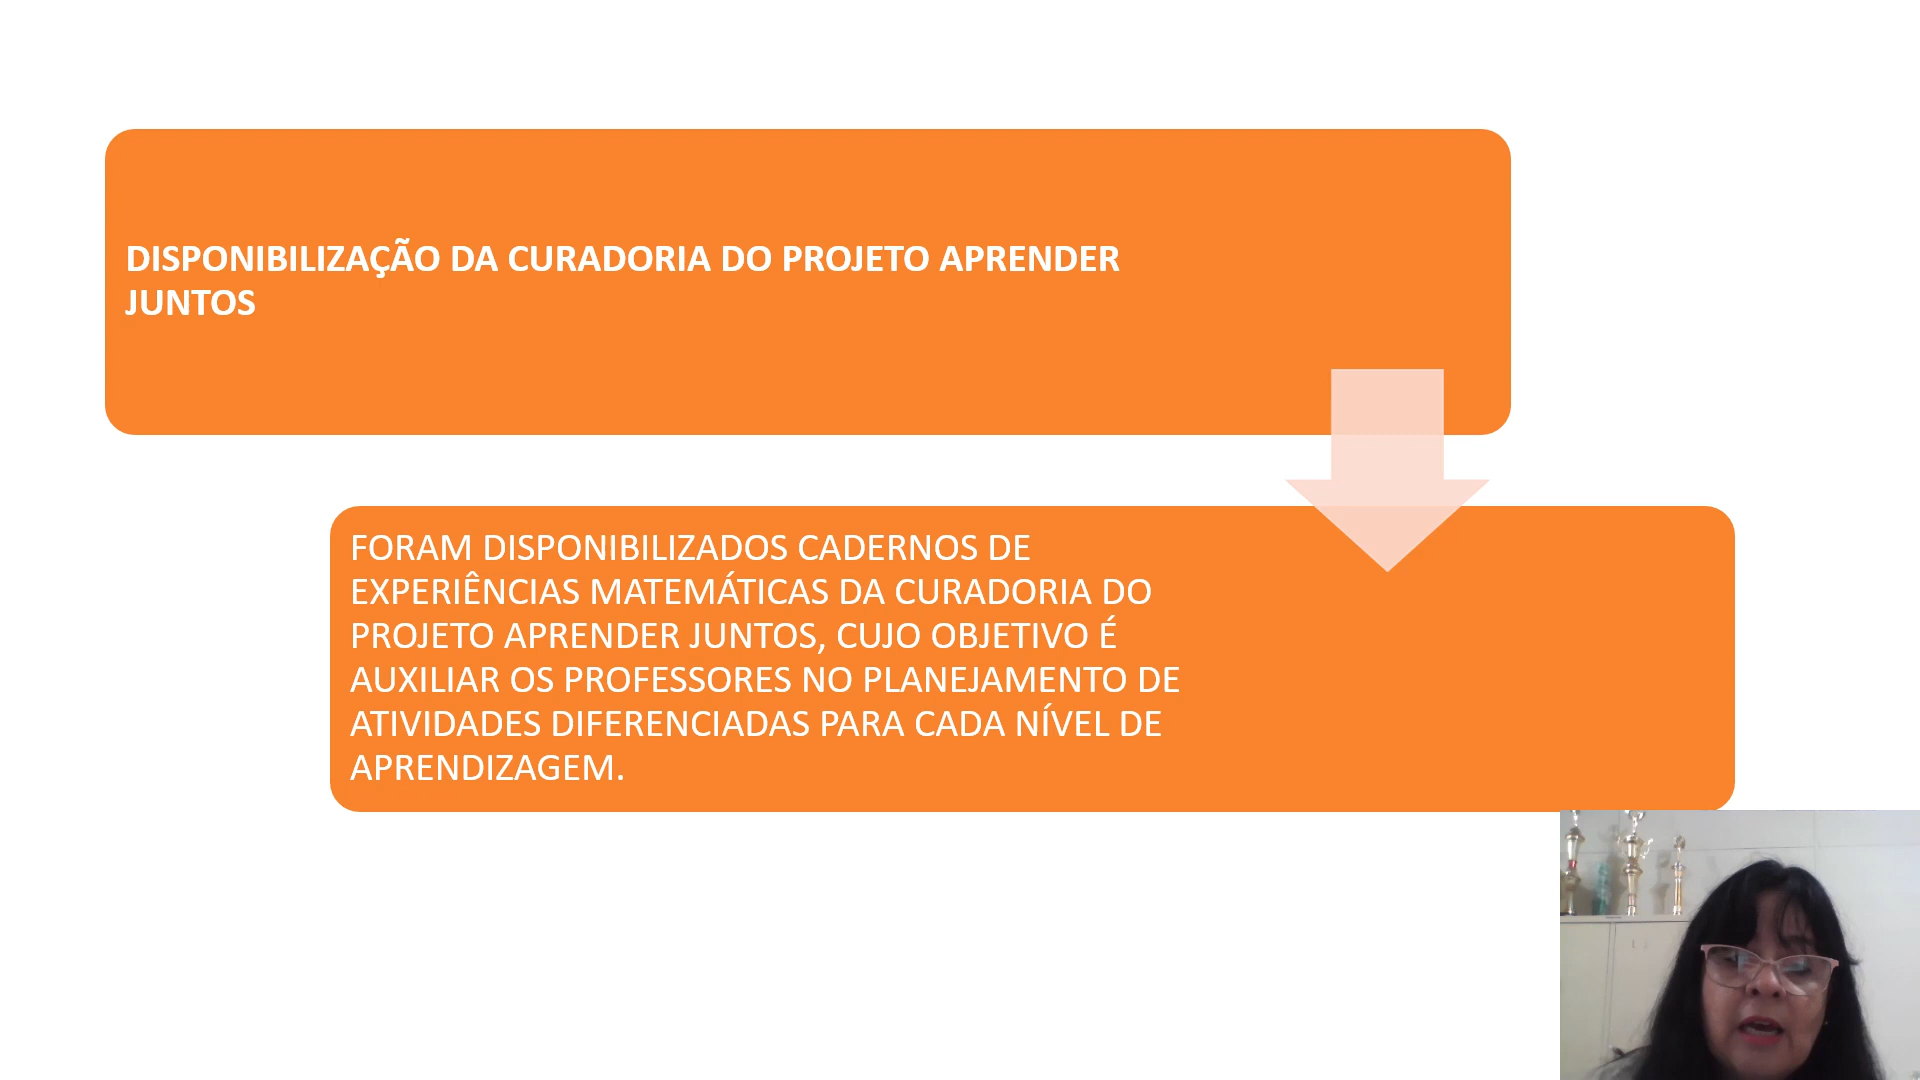 DISPONIBILIZAÇÃO DA CURADORIA DO PROJETO APRENDER
JUNTOS
FORAM DISPONIBILIZADOS CADERNOS DE
EXPERIÊNCIAS MATEMÁTICAS DA CURADORIA DO
PROJETO APRENDER JUNTOS, CUJO OBJETIVO É
AUXILIAR OS PROFESSORES NO PLANEJAMENTO DE
ATIVIDADES DIFERENCIADAS PARA CADA NÍVEL DE
APRENDIZAGEM.